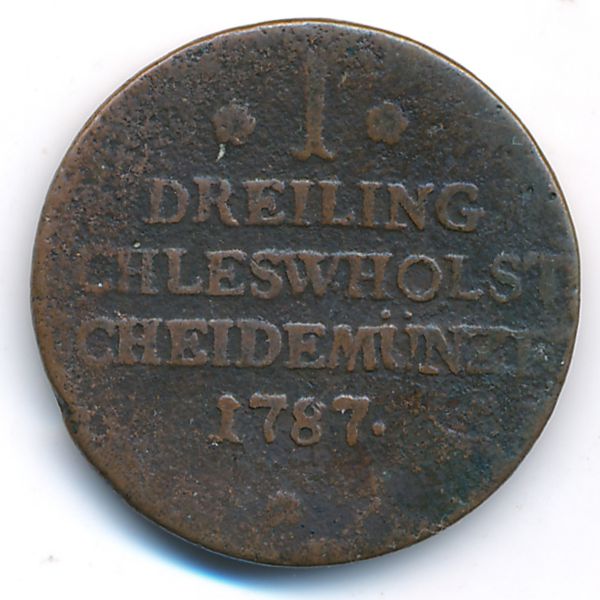 1
DREILING
CHLESWHOLST
CHEIDEMÜNZE
1787.